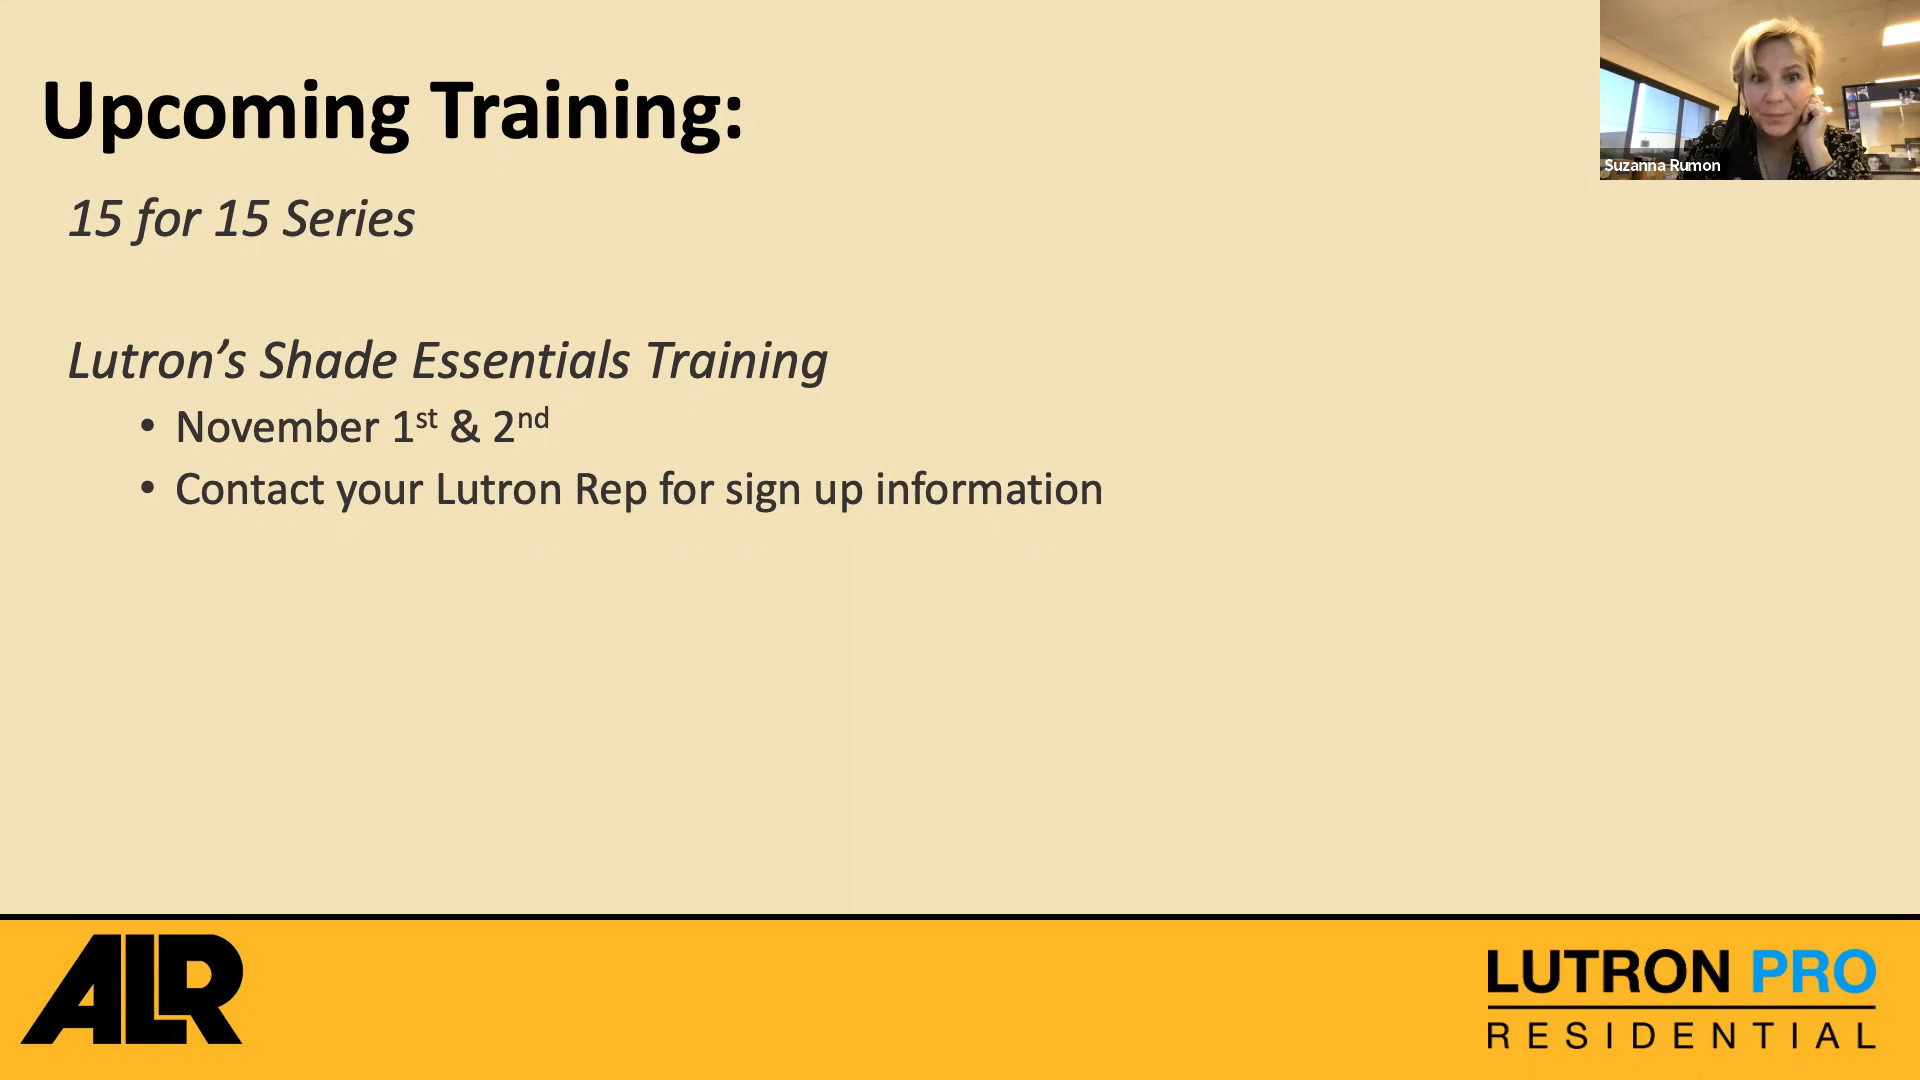 Upcoming Training:
15 for 15 Series
Lutron’s Shade Essentials Training
• November 1st & 2nd
• Contact your Lutron Rep for sign up information
Suzanna Rumon
ALR
LUTRON PRO
RESIDENTIAL